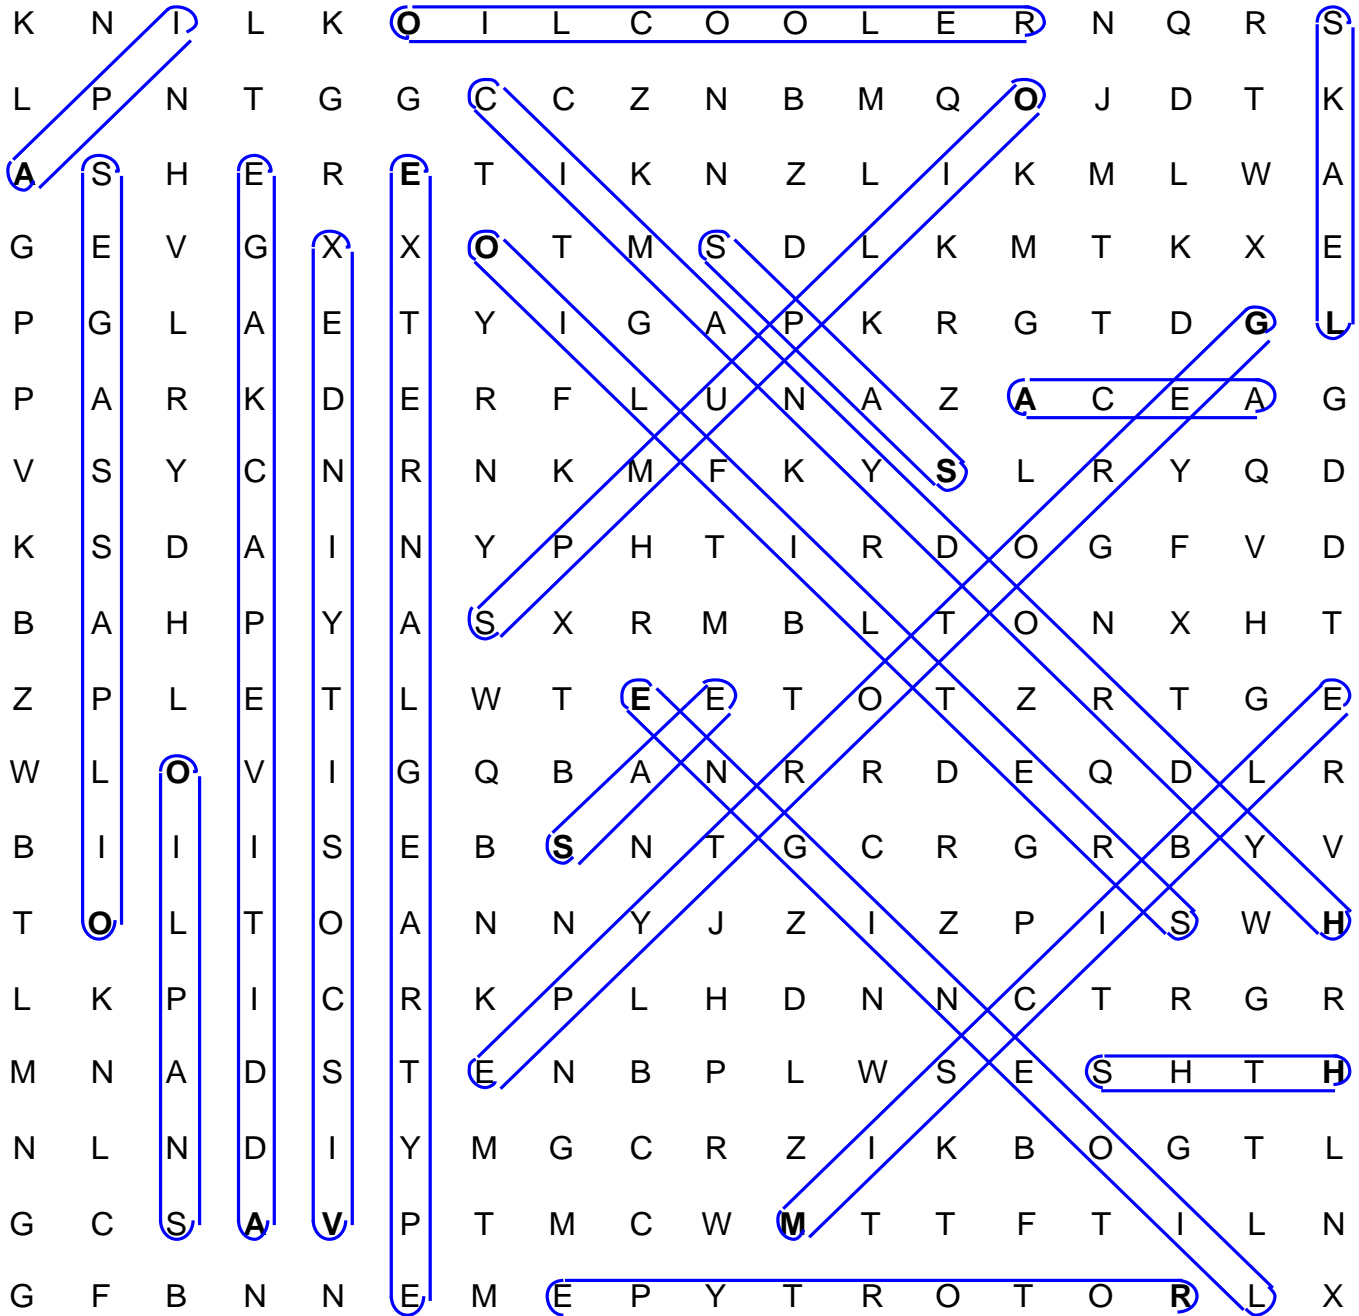 K N I L K O I L C O O L E R N Q R S
L P N T G G C C Z N B M Q O J D T K
A S H E R E T I K N Z L I K M L W A
G E V G X X O T M S D L K M T K X E
P G L A E T Y I G A P K R G T D G L
P A R K D E R F L U N A Z A C E A G
V S Y C N R N K M F K Y S L R Y Q D
K S D A I N Y P H T I R D O G F V D
B A H P Y A S X R M B L T O N X H T
Z P L E T L W T E E T O T Z R T G E
W L O V I G Q B A N R R D E Q D L R
B I I I S E B S N T G C R G R B Y V
T O L T O A N N Y J Z I Z P I S W H
L K P I C R K P L H D N N C T R G R
M N A D S T E N B P L W S E S H T H
N L N D I Y M G C R Z I K B O G T L
G C S A V P T M C W M T T F T I L N
G F B N N E M E P Y T R O T O R L X